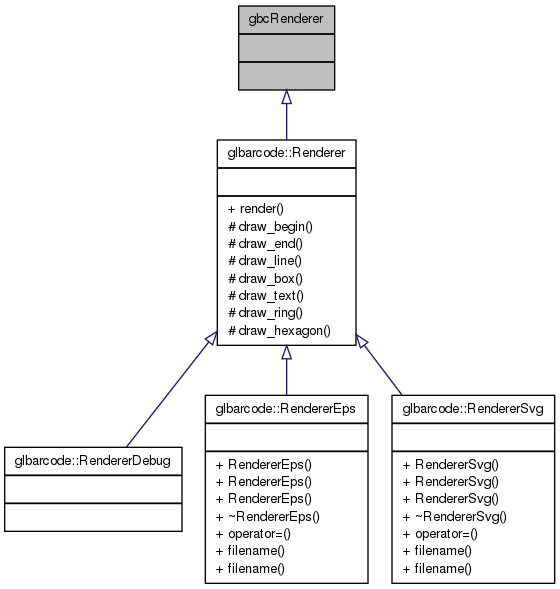 gbcRenderer
glbarcode::Renderer
+ render()
# draw_begin()
# draw_end()
# draw_line()
# draw_box()
# draw_text()
# draw_ring()
# draw_hexagon()
glbarcode::RendererDebug
glbarcode::RendererEps
+ RendererEps()
+ RendererEps()
+ RendererEps()
+ ~RendererEps()
+ operator=()
+ filename()
+ filename()
glbarcode::RendererSvg
+ RendererSvg()
+ RendererSvg()
+ RendererSvg()
+ ~RendererSvg()
+ operator=()
+ filename()
+ filename()